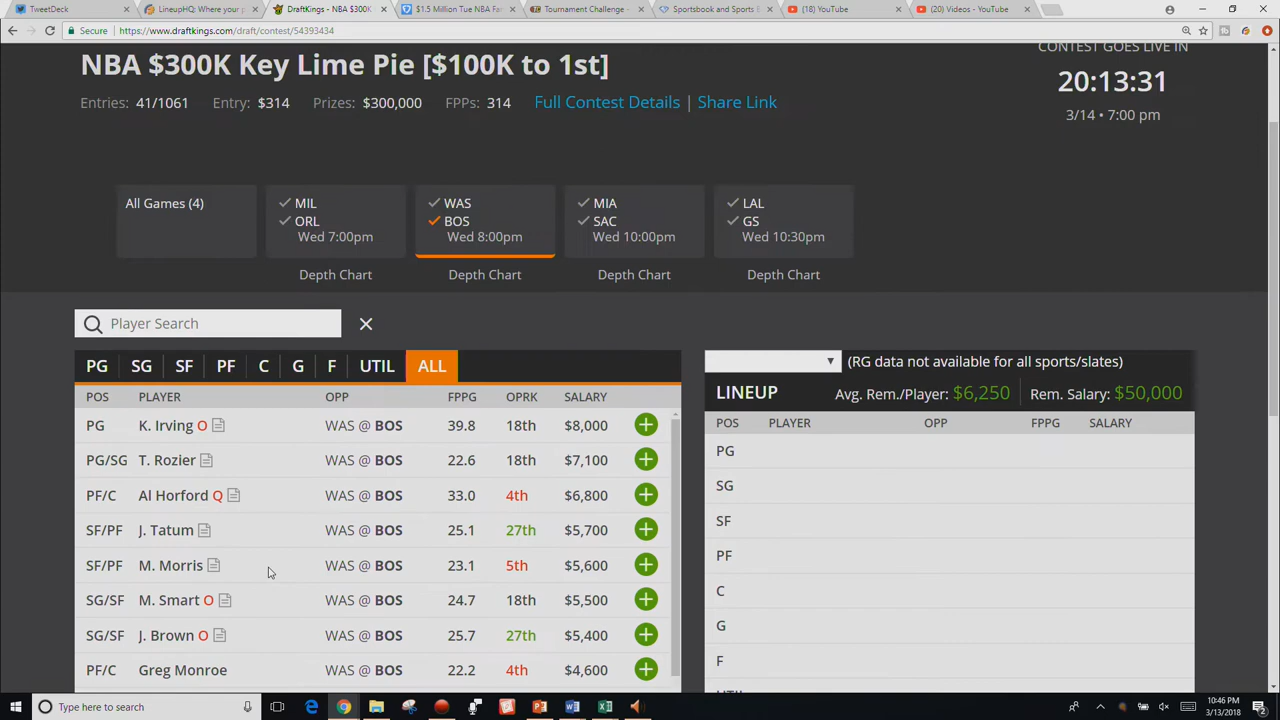 TweetDeck
LineupHQ: Where your p
DraftKings - NBA $300K
$1.5 Million Tue NBA Fan
Tournament Challenge -
Sportsbook and Sports B
(18) YouTube
(20) Videos - YouTube
Secure https://www.draftkings.com/draft/contest/54393434
NBA $300K Key Lime Pie [$100K to 1st]
CONTEST GOES LIVE IN
20:13:31
3/14 • 7:00 pm
Entries: 41/1061 Entry: $314 Prizes: $300,000 FPPs: 314 Full Contest Details | Share Link
All Games (4)
MIL
ORL
Wed 7:00pm
Depth Chart
WAS
BOS
Wed 8:00pm
Depth Chart
MIA
SAC
Wed 10:00pm
Depth Chart
LAL
GS
Wed 10:30pm
Depth Chart
Player Search
PG SG SF PF C G F UTIL ALL
POS PLAYER OPP FPPG OPRK SALARY
PG K. Irving O WAS @ BOS 39.8 18th $8,000
PG/SG T. Rozier WAS @ BOS 22.6 18th $7,100
PF/C Al Horford Q WAS @ BOS 33.0 4th $6,800
SF/PF J. Tatum WAS @ BOS 25.1 27th $5,700
SF/PF M. Morris WAS @ BOS 23.1 5th $5,600
SG/SF M. Smart O WAS @ BOS 24.7 18th $5,500
SG/SF J. Brown O WAS @ BOS 25.7 27th $5,400
PF/C Greg Monroe WAS @ BOS 22.2 4th $4,600
(RG data not available for all sports/slates)
LINEUP Avg. Rem./Player: $6,250 Rem. Salary: $50,000
POS PLAYER OPP FPPG SALARY
PG
SG
SF
PF
C
G
F
UTIL
Type here to search
10:46 PM
3/13/2018